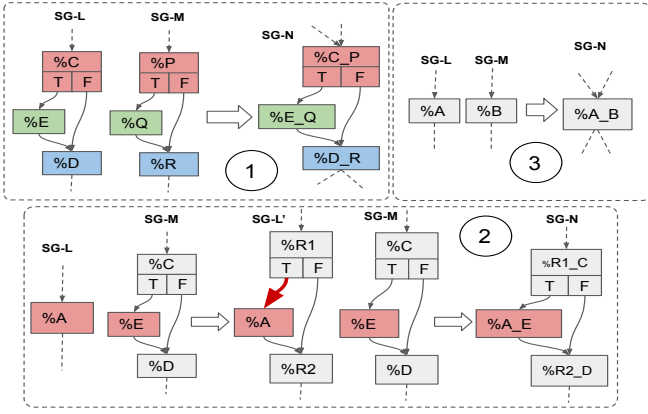 SG-L
SG-M
SG-N
%C
T F
%P
T F
%C_P
T F
%E
%Q
%E_Q
%D
%R
%D_R
1
SG-L
SG-M
SG-N
%A
%B
%A_B
3
SG-L
SG-M
SG-L'
SG-M
SG-N
2
%A
%C
T F
%E
%D
%R1
T F
%A
%R2
%C
T F
%E
%D
%R1_C
T F
%A_E
%R2_D